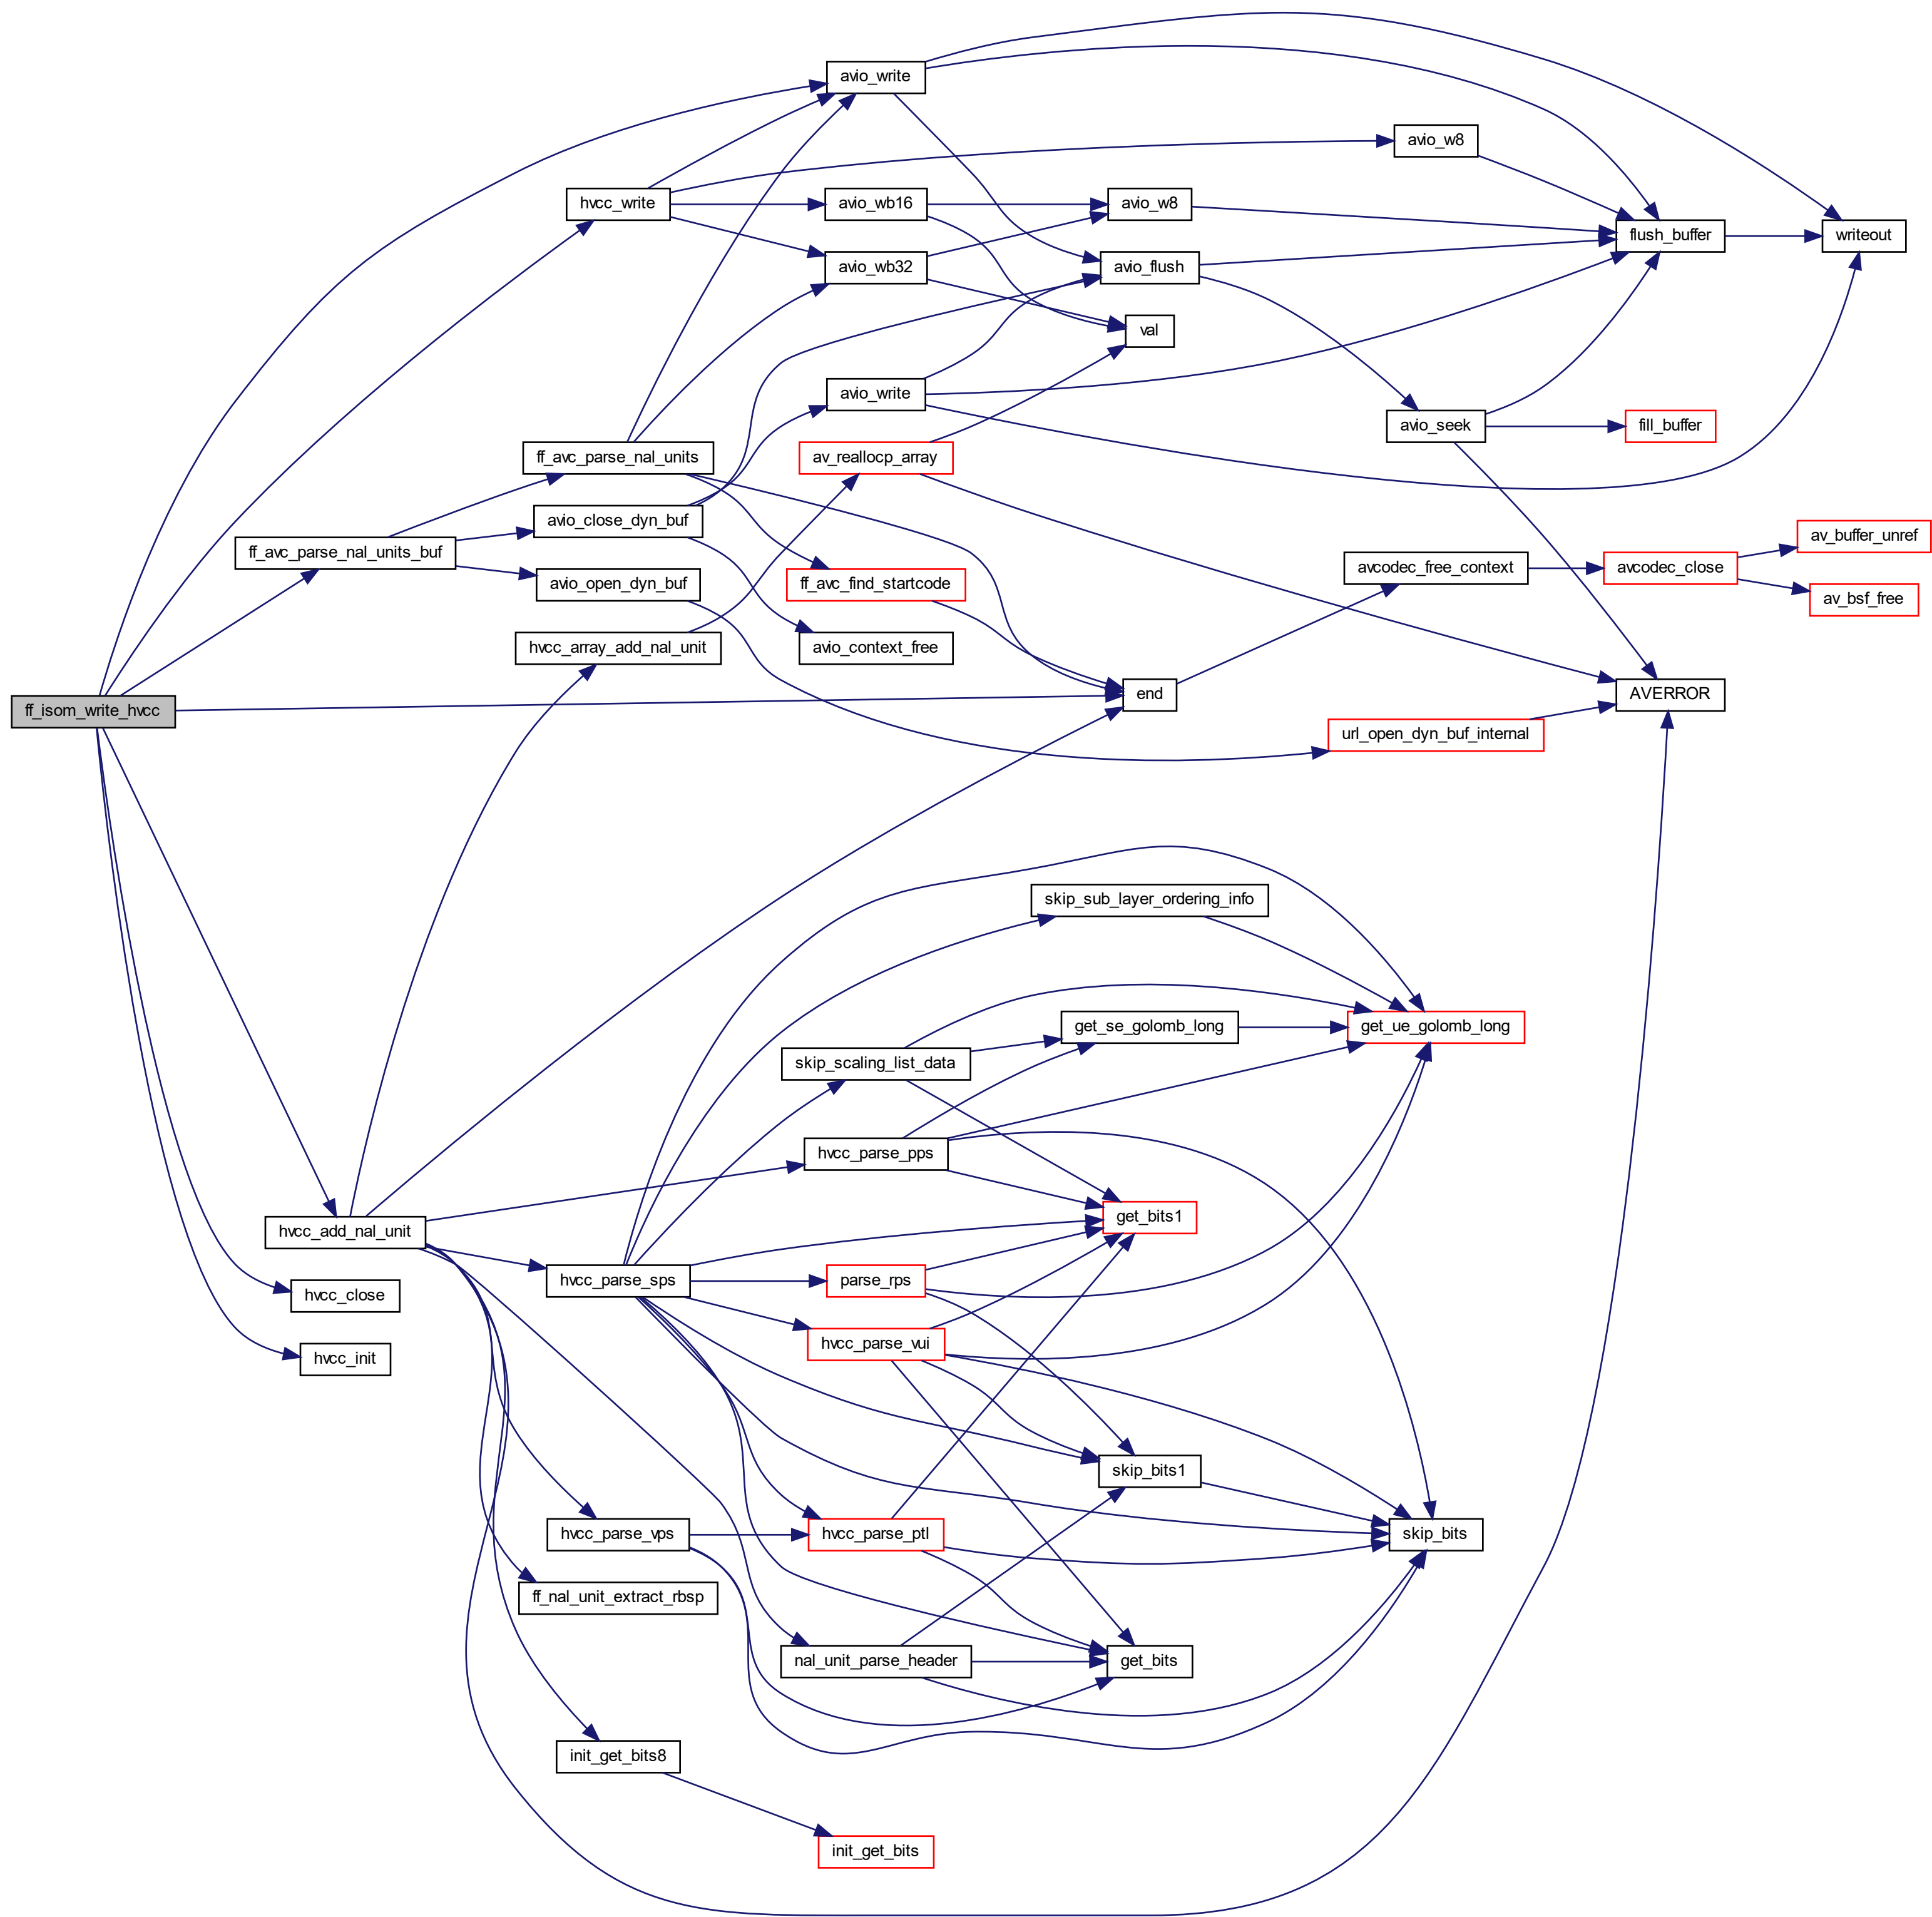 avio_write
avio_w8
hvcc_write
avio_wb16
avio_w8
flush_buffer
writeout
avio_wb32
avio_flush
val
avio_write
avio_seek
fill_buffer
ff_avc_parse_nal_units
av_reallocp_array
avio_close_dyn_buf
av_buffer_unref
ff_avc_parse_nal_units_buf
avcodec_free_context
avcodec_close
avio_open_dyn_buf
ff_avc_find_startcode
av_bsf_free
hvcc_array_add_nal_unit
avio_context_free
end
AVERROR
ff_isom_write_hvcc
url_open_dyn_buf_internal
skip_sub_layer_ordering_info
get_se_golomb_long
get_ue_golomb_long
skip_scaling_list_data
hvcc_parse_pps
get_bits1
hvcc_add_nal_unit
hvcc_parse_sps
parse_rps
hvcc_close
hvcc_parse_vui
hvcc_init
skip_bits1
hvcc_parse_vps
hvcc_parse_ptl
skip_bits
ff_nal_unit_extract_rbsp
nal_unit_parse_header
get_bits
init_get_bits8
init_get_bits